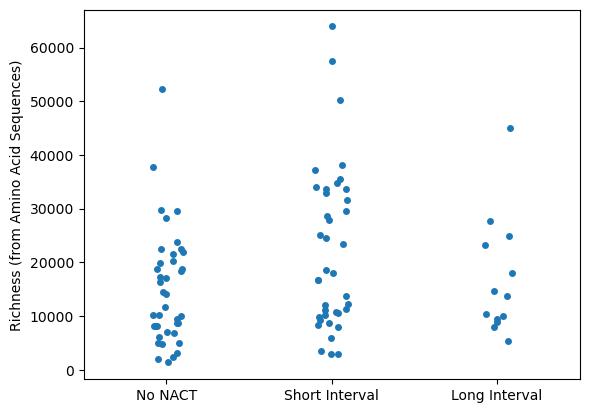 Richness (from Amino Acid Sequences)
60000
50000
40000
30000
20000
10000
0
No NACT
Short Interval
Long Interval